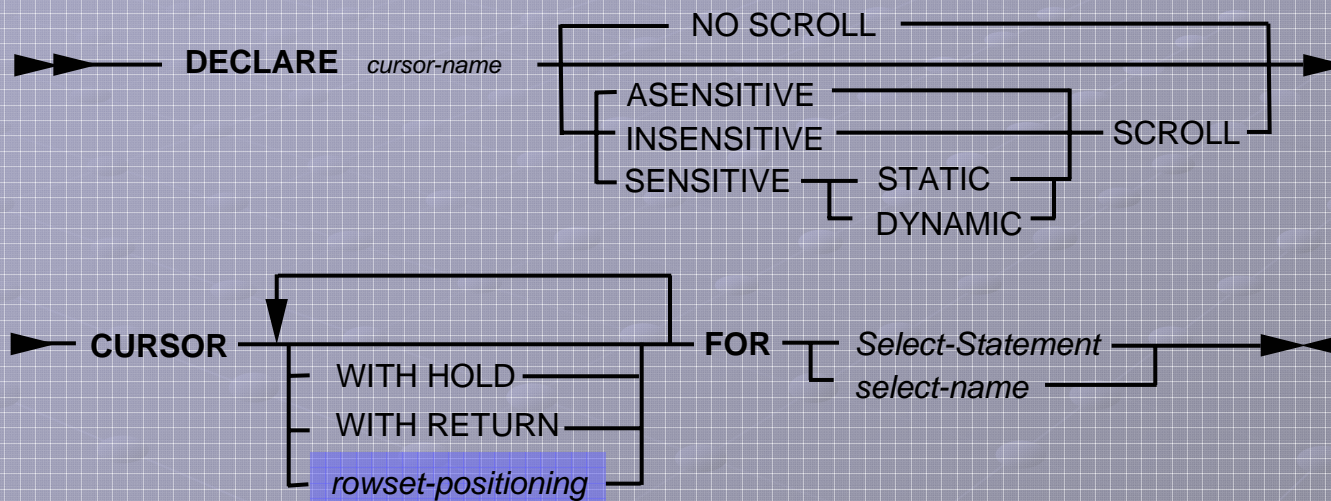 NO SCROLL
DECLARE cursor-name
ASENSITIVE
INSENSITIVE SCROLL
SENSITIVE STATIC
DYNAMIC
CURSOR FOR Select-Statement
WITH HOLD select-name
WITH RETURN
rowset-positioning